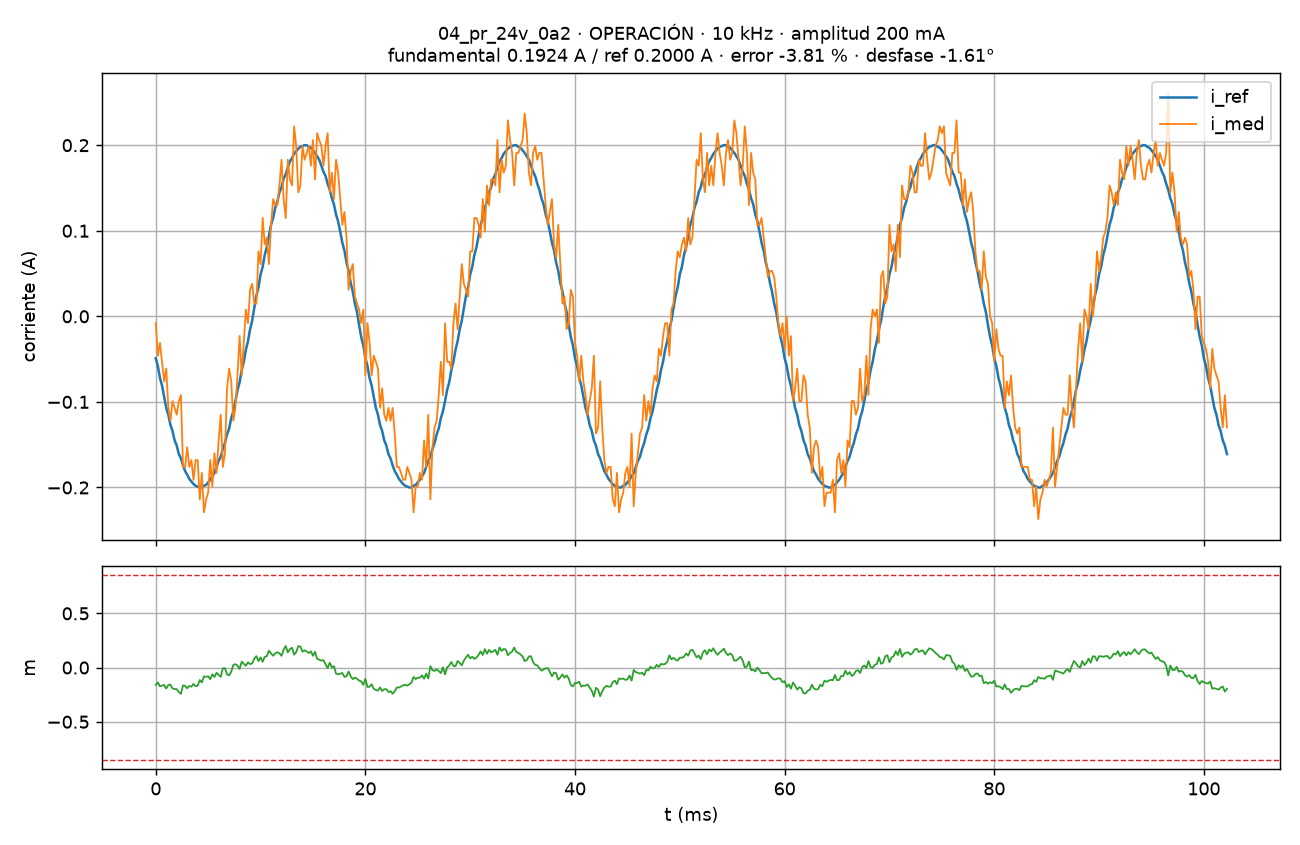 04_pr_24v_0a2 · OPERACIÓN · 10 kHz · amplitud 200 mA
fundamental 0.1924 A / ref 0.2000 A · error -3.81 % · desfase -1.61°
i_ref
i_med
corriente (A)
0.2
0.1
0.0
−0.1
−0.2
m
0.5
0.0
−0.5
0
20
40
60
80
100
t (ms)